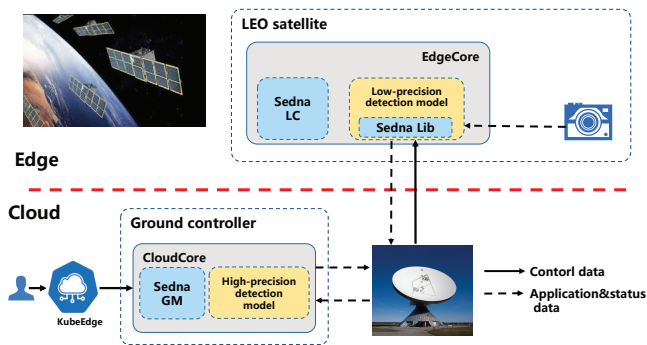 LEO satellite
EdgeCore
Sedna
LC
Low-precision
detection model
Sedna Lib
Edge
Cloud
Ground controller
CloudCore
Sedna
GM
High-precision
detection
model
KubeEdge
Contorl data
Application&status
data